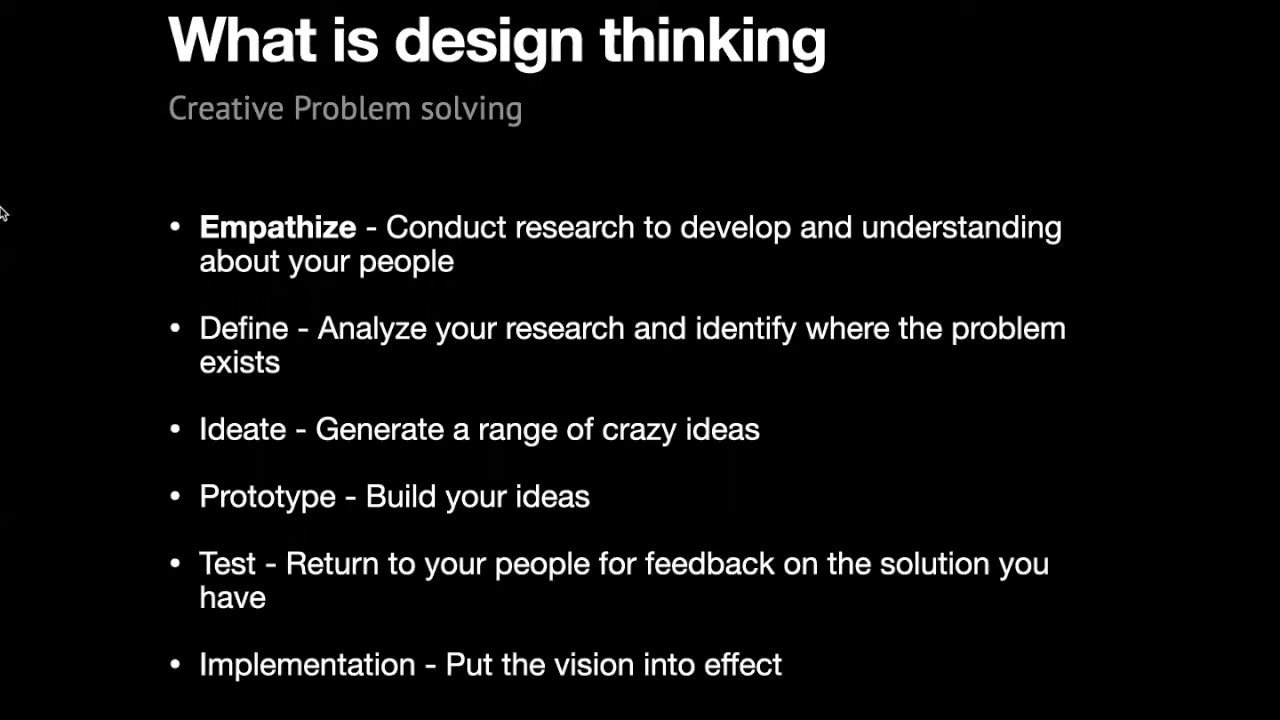 What is design thinking
Creative Problem solving
• Empathize - Conduct research to develop and understanding
about your people
• Define - Analyze your research and identify where the problem
exists
• Ideate - Generate a range of crazy ideas
• Prototype - Build your ideas
• Test - Return to your people for feedback on the solution you
have
• Implementation - Put the vision into effect